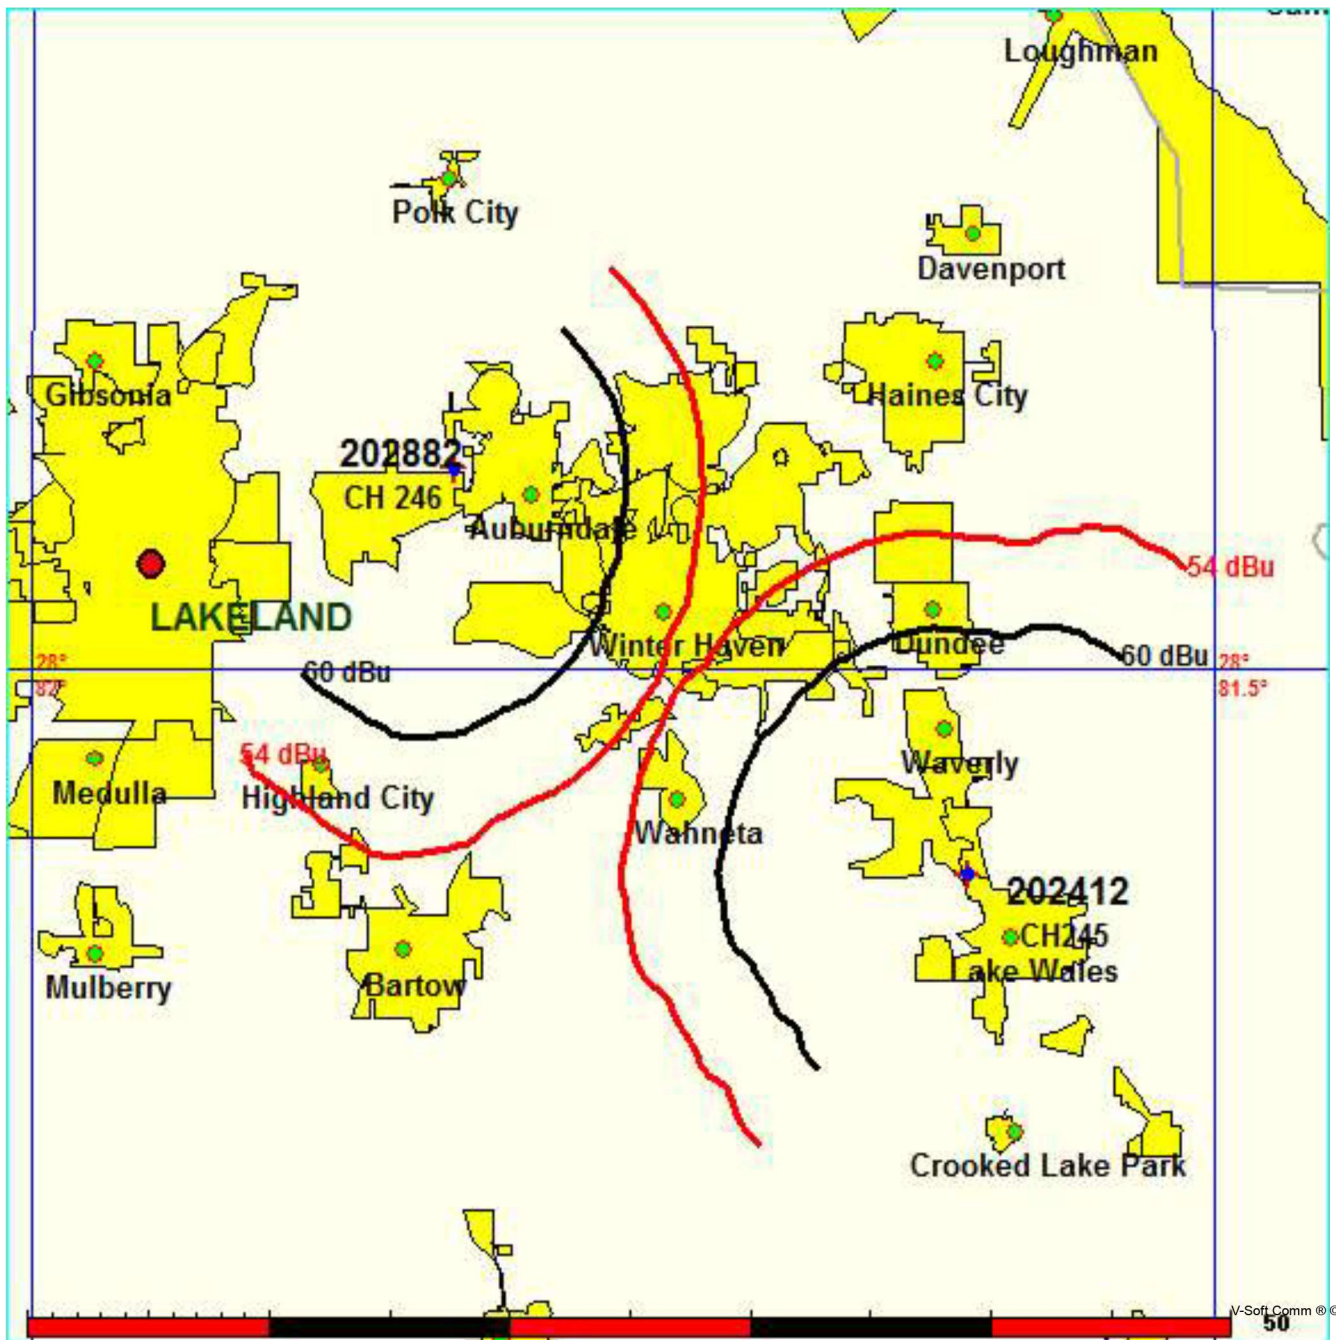 Loughman
Polk City
Davenport
Gibsonia
Haines City
202882
CH 246
Auburndale
54 dBu
LAKELAND
Winter Haven
Dundee
60 dBu
28°
82°
60 dBu
28°
81.5°
54 dBu
Waverly
Medulla
Highland City
Wahneta
202412
CH245
Lake Wales
Mulberry
Bartow
Crooked Lake Park
V-Soft Comm ® ©
50